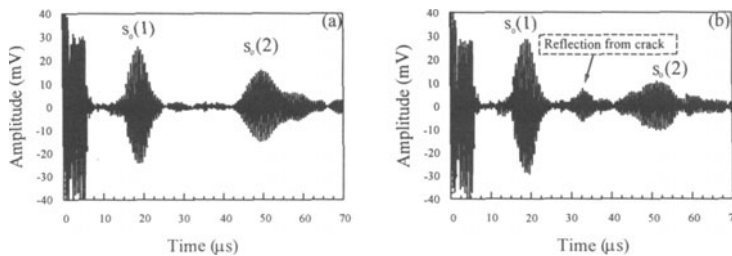 (a)
S₀(1)
S₀(2)
Amplitude (mV)
40
30
20
10
0
-10
-20
-30
-40
0 10 20 30 40 50 60 70
Time (µs)
(b)
S₀(1)
Reflection from crack
S₀(2)
Amplitude (mV)
40
30
20
10
0
-10
-20
-30
-40
0 10 20 30 40 50 60 70
Time (µs)